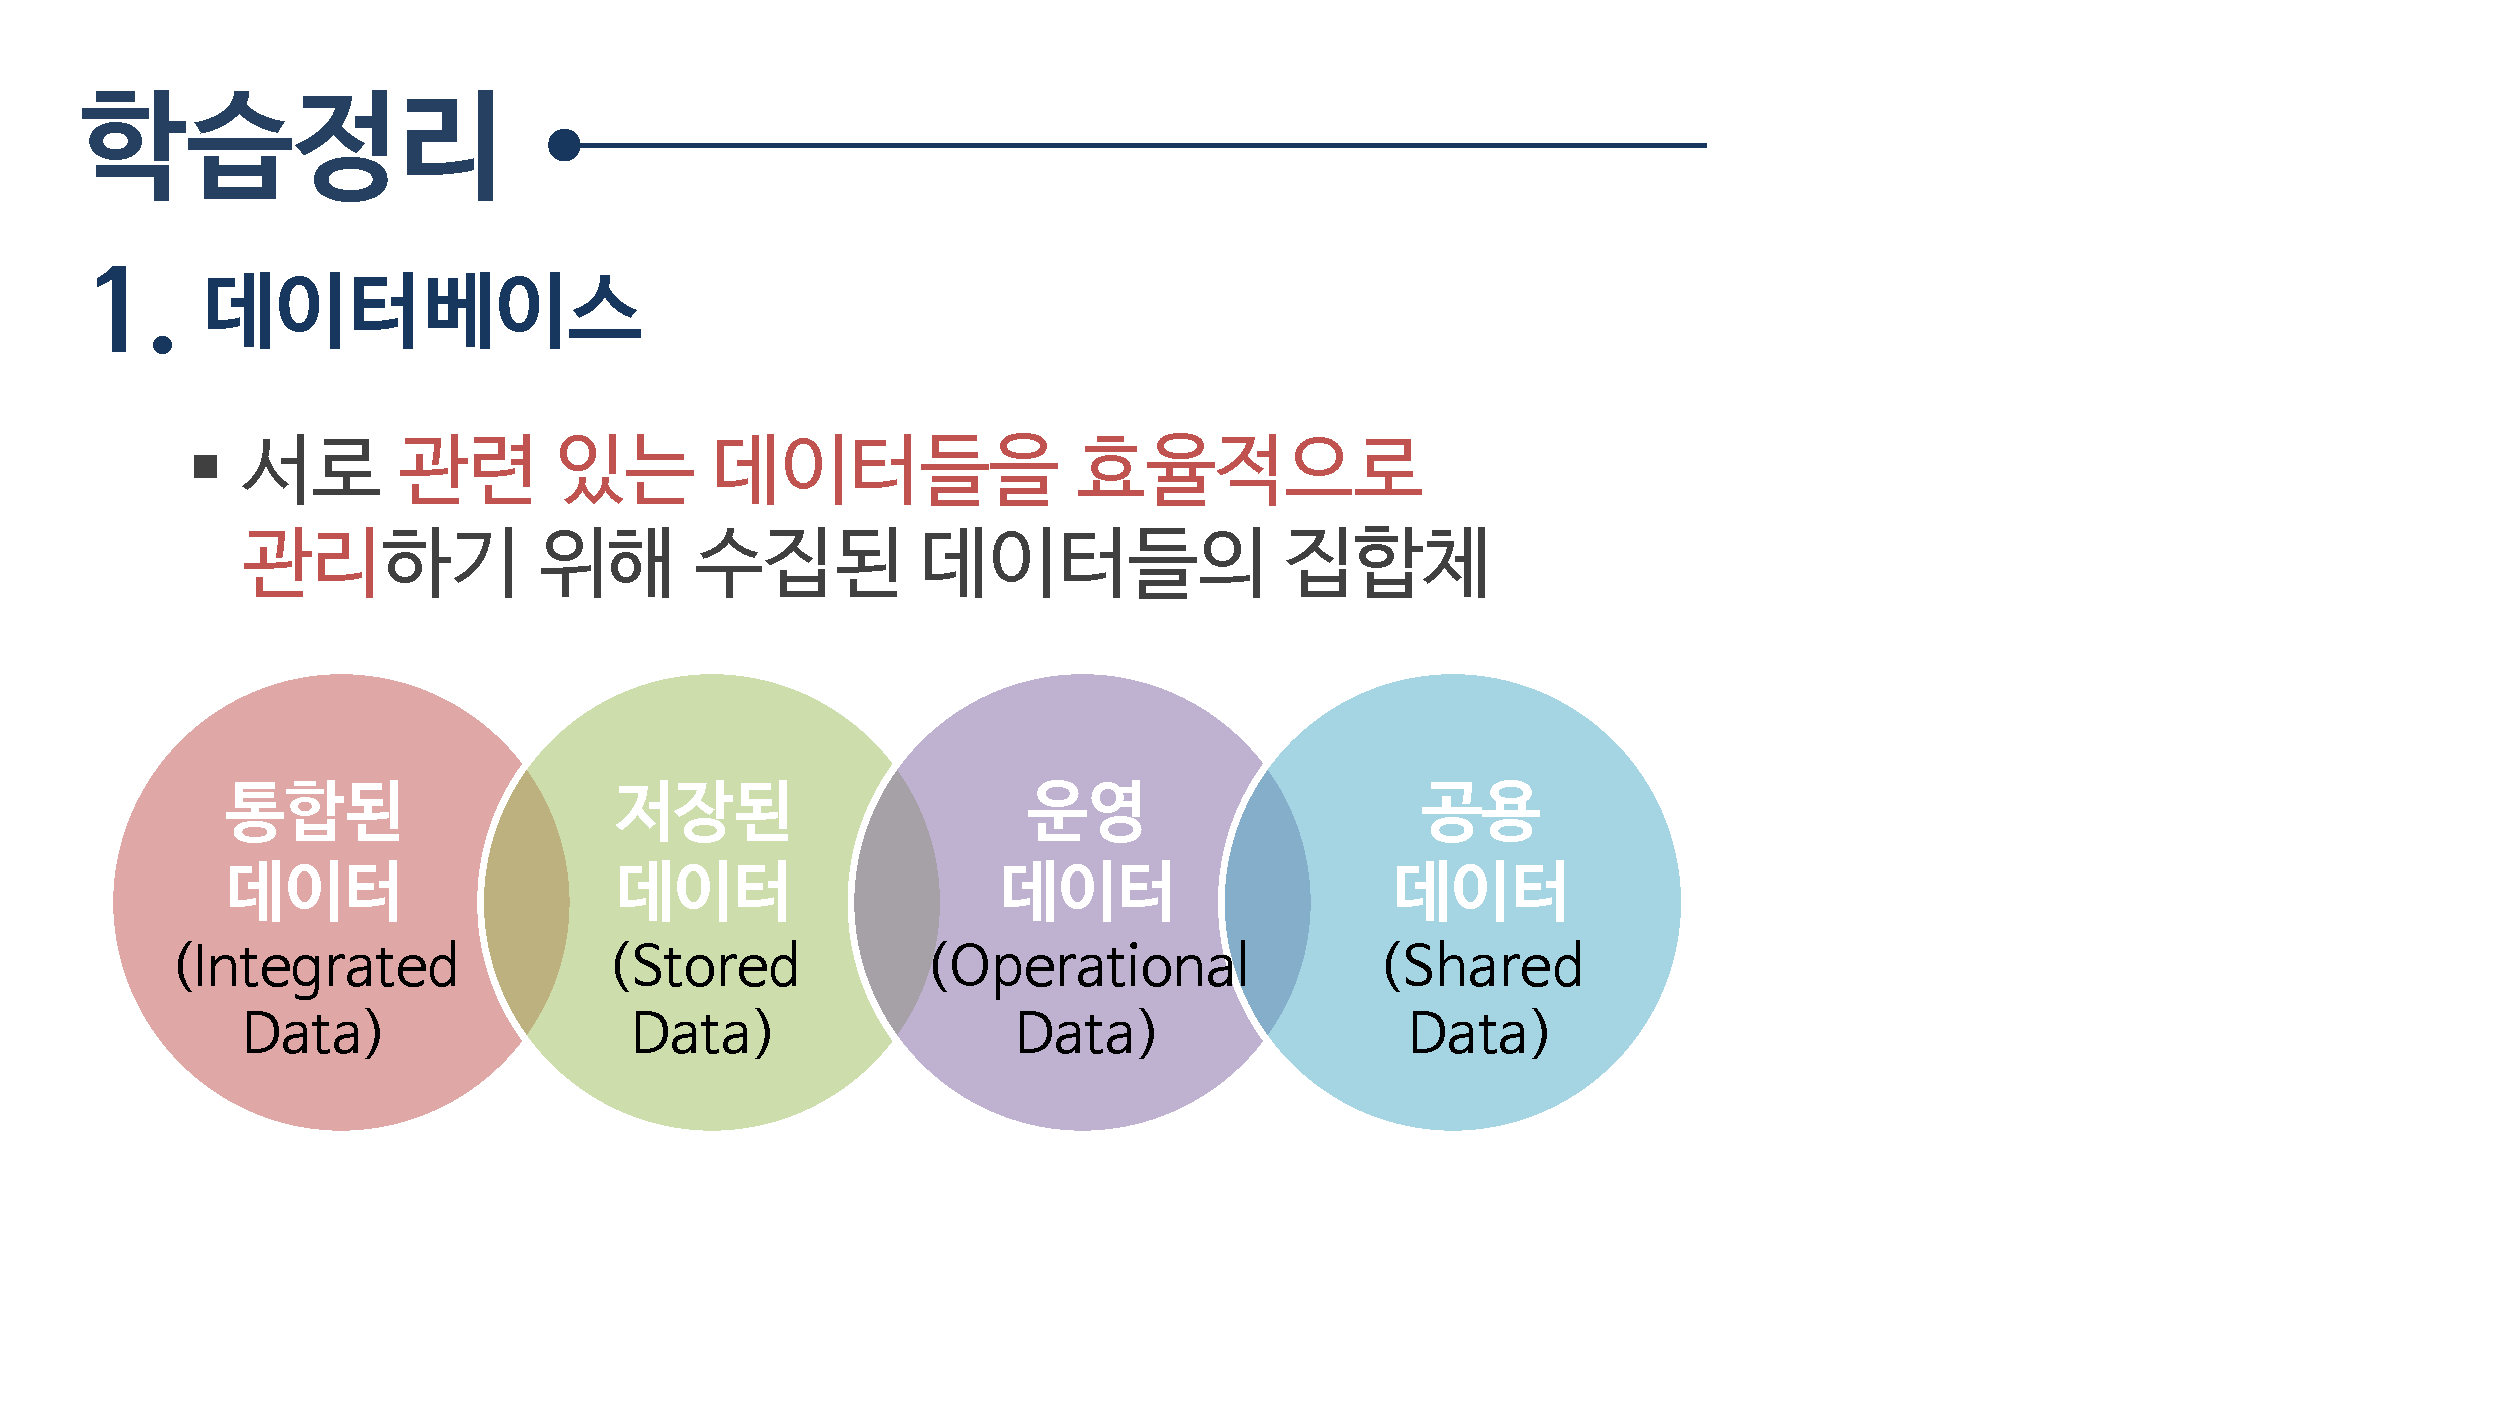 학습정리
1. 데이터베이스
▪ 서로 관련 있는 데이터들을 효율적으로
관리하기 위해 수집된 데이터들의 집합체
통합된
데이터
(Integrated
Data)
저장된
데이터
(Stored
Data)
운영
데이터
(Operational
Data)
공용
데이터
(Shared
Data)